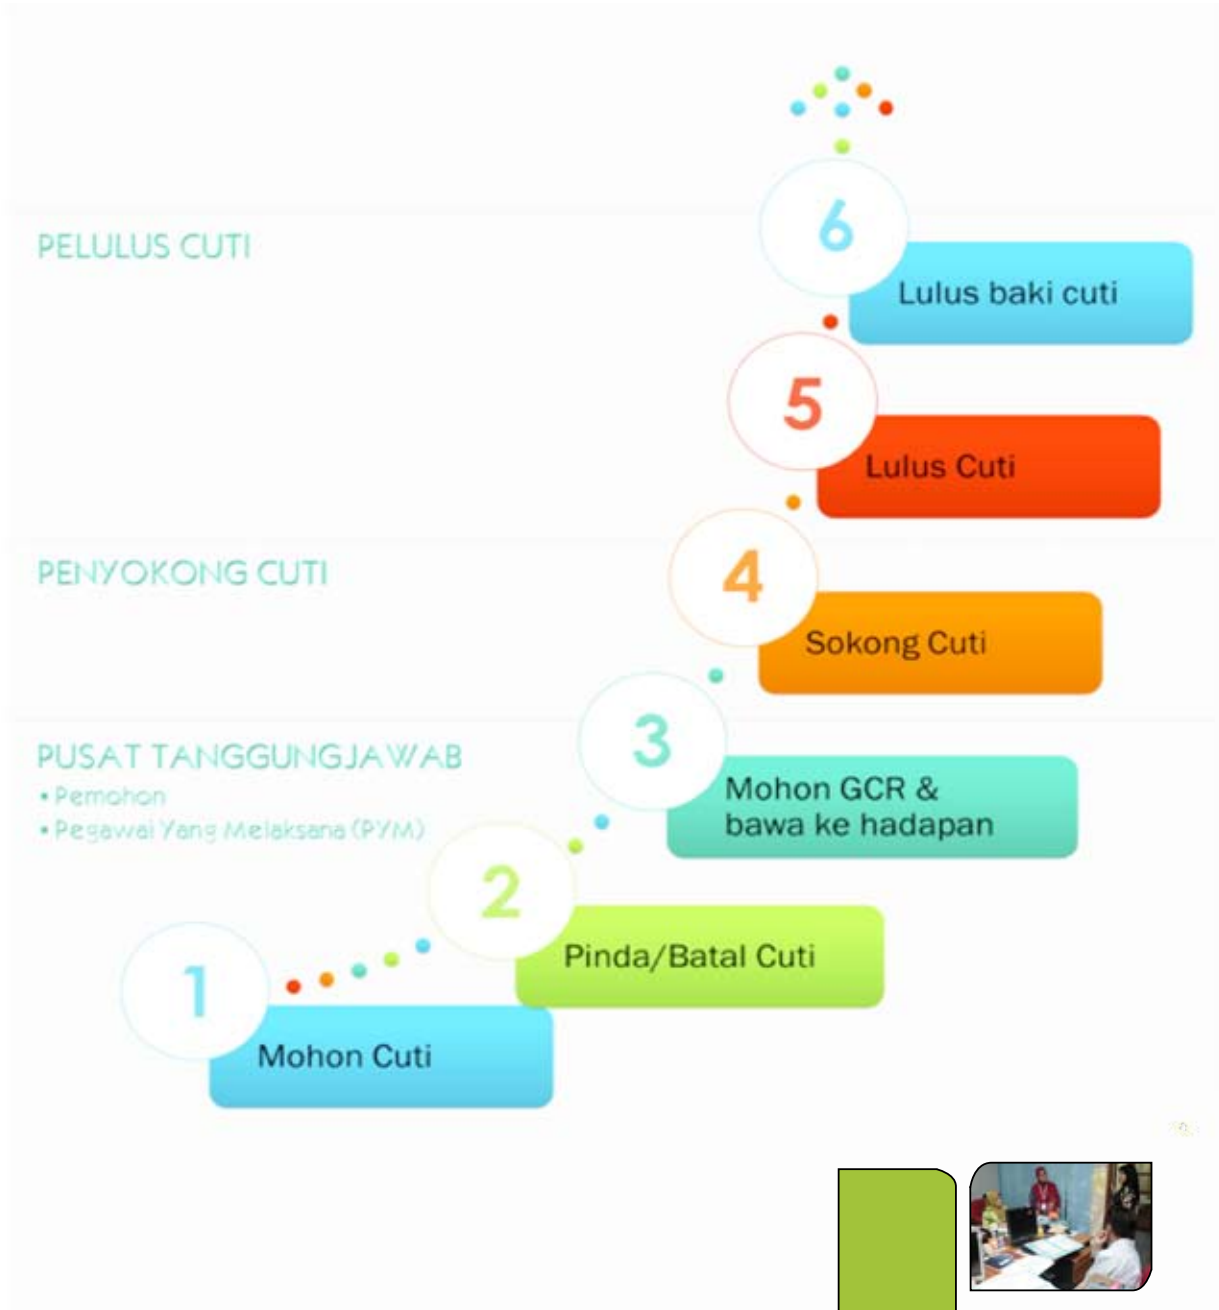 6
PELULUS CUTI
Lulus baki cuti
5
Lulus Cuti
PENYOKONG CUTI
4
Sokong Cuti
3
PUSAT TANGGUNGJAWAB
• Pemohon
• Pegawai Yang Melaksana (PYM)
Mohon GCR &
bawa ke hadapan
2
Pinda/Batal Cuti
1
Mohon Cuti